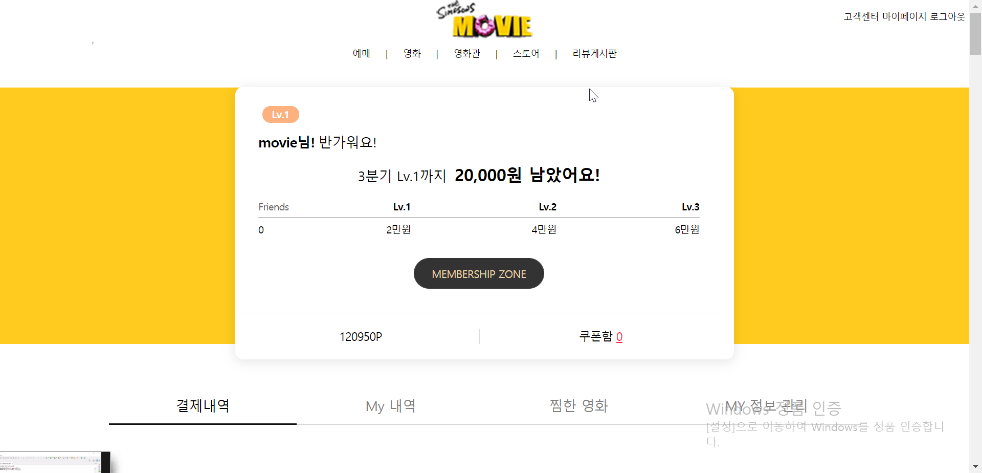 the Simpsons
MOVIE
고객센터 마이페이지 로그아웃
예매 | 영화 | 영화관 | 스토어 | 리뷰게시판
Lv.1
movie님! 반가워요!
3분기 Lv.1까지 20,000원 남았어요!
Friends Lv.1 Lv.2 Lv.3
0 2만원 4만원 6만원
MEMBERSHIP ZONE
120950P 쿠폰함 0
결제내역 My 내역 찜한 영화 MY 정보 관리
Windows 정품 인증
[설정]으로 이동하여 Windows를 정품 인증합니
다.